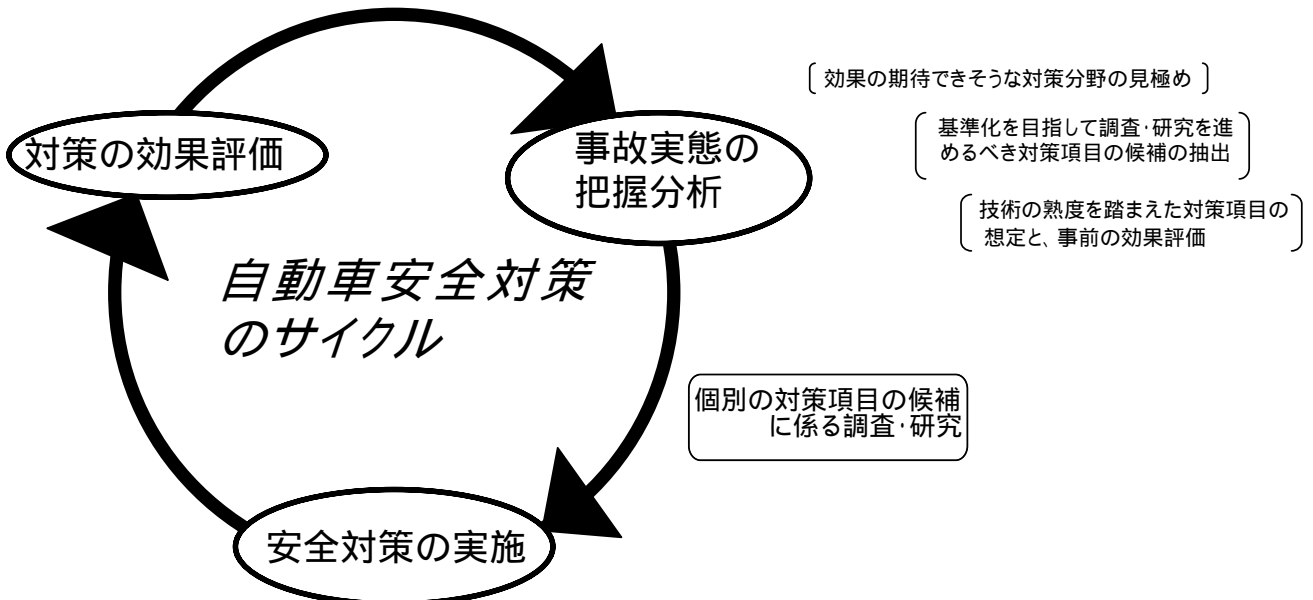 対策の効果評価
事故実態の
把握分析
効果の期待できそうな対策分野の見極め
基準化を目指して調査・研究を進
めるべき対策項目の候補の抽出
技術の熟度を踏まえた対策項目の
想定と、事前の効果評価
自動車安全対策
のサイクル
個別の対策項目の候補
に係る調査・研究
安全対策の実施